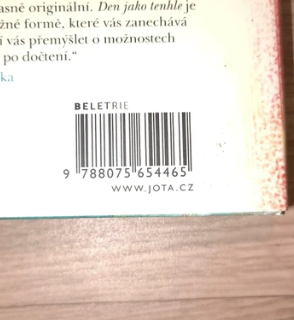 asně originální. Den jako tenhle je
žné formě, které vás zanechává
í vás přemýšlet o možnostech
po dočtení."
ka
BELETRIE
9 788075 654465
WWW.JOTA.CZ